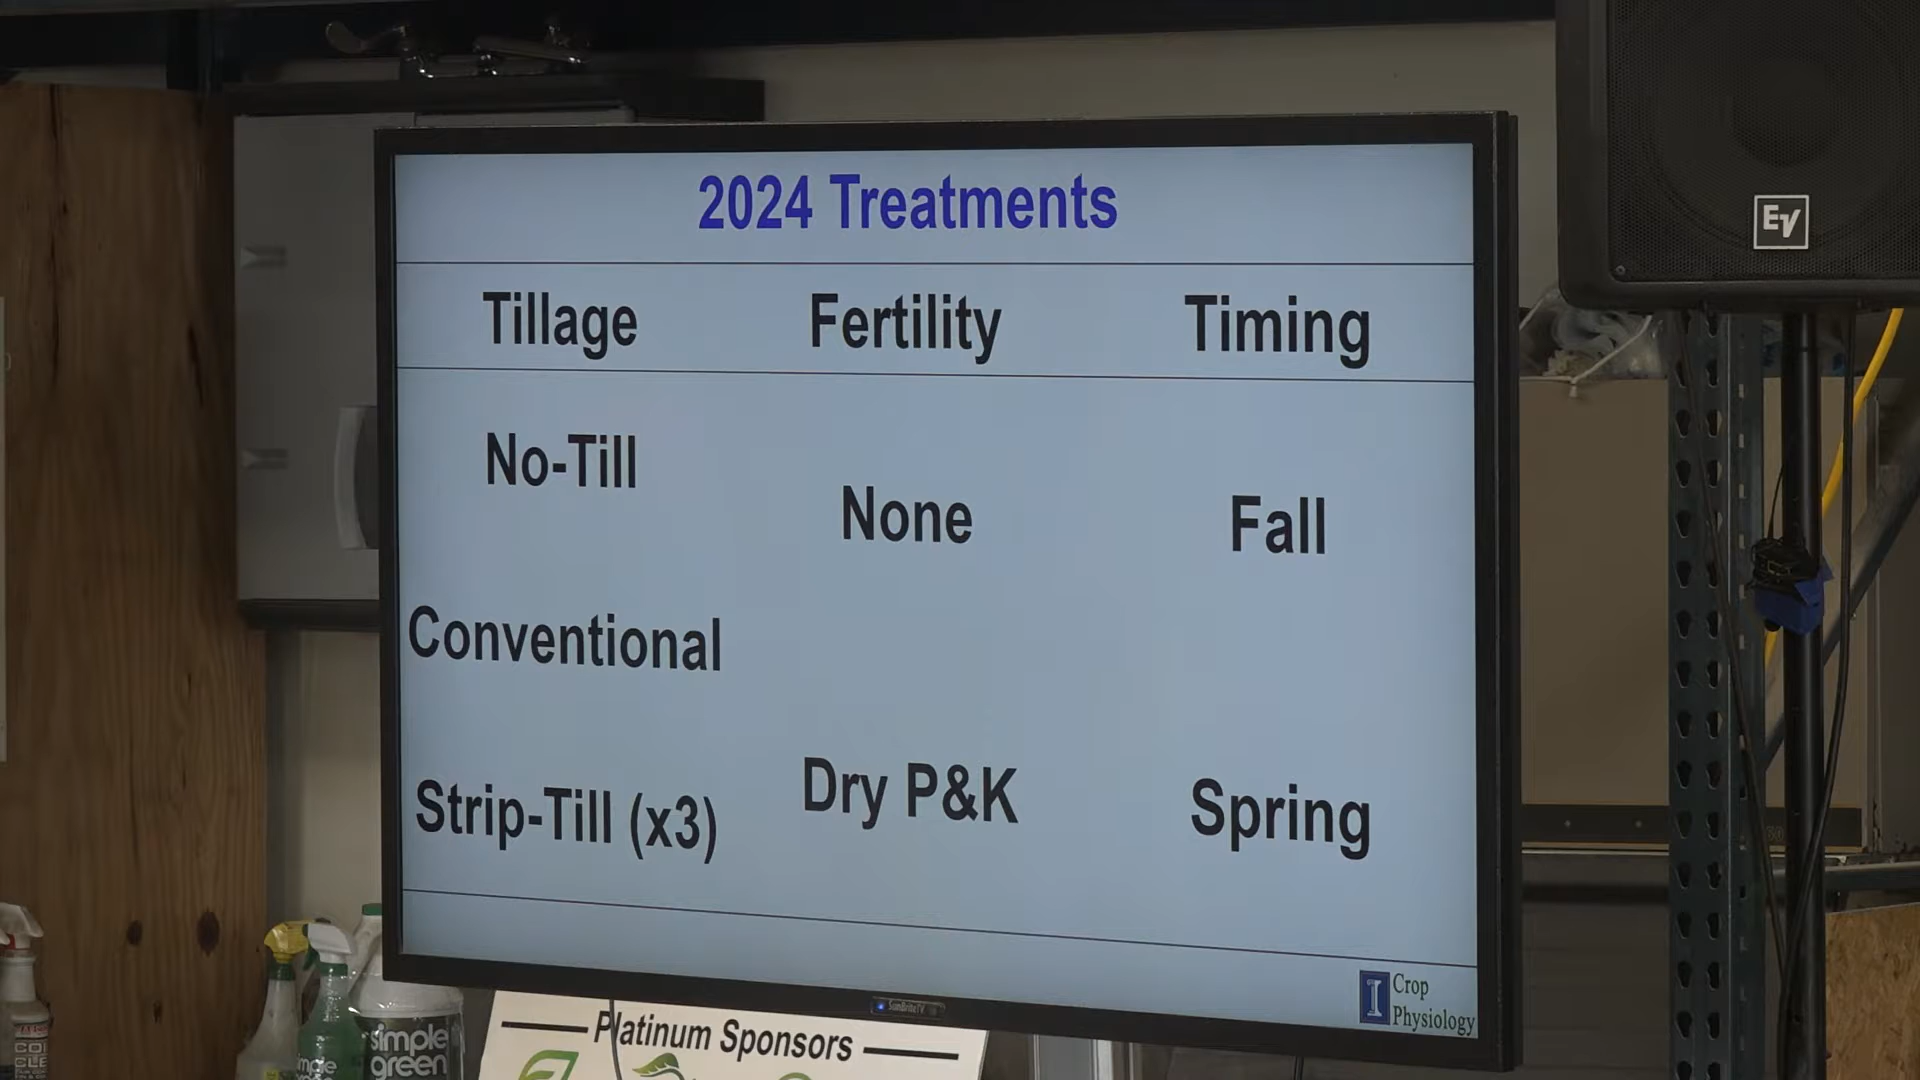 2024 Treatments
Tillage Fertility Timing
No-Till
None Fall
Conventional
Strip-Till (x3) Dry P&K Spring
I Crop
Physiology
EV
SunBriteTV
Platinum Sponsors
simple
green